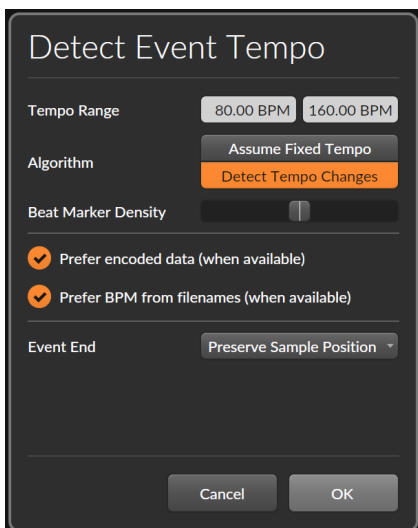 Detect Event Tempo
Tempo Range 80.00 BPM 160.00 BPM
Assume Fixed Tempo
Algorithm
Detect Tempo Changes
Beat Marker Density
Prefer encoded data (when available)
Prefer BPM from filenames (when available)
Event End Preserve Sample Position
Cancel OK